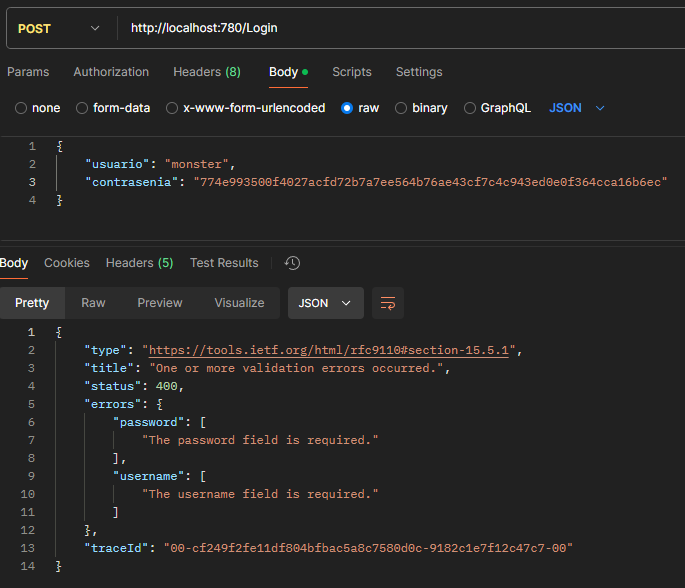 POST http://localhost:780/Login
Params Authorization Headers (8) Body Scripts Settings
none form-data x-www-form-urlencoded raw binary GraphQL JSON
1 {
2 "usuario": "monster",
3 "contrasenia": "774e993500f4027acfd72b7a7ee564b76ae43cf7c4c943ed0e0f364cca16b6ec"
4 }
Body Cookies Headers (5) Test Results
Pretty Raw Preview Visualize JSON
1 {
2 "type": "https://tools.ietf.org/html/rfc9110#section-15.5.1",
3 "title": "One or more validation errors occurred.",
4 "status": 400,
5 "errors": {
6 "password": [
7 "The password field is required."
8 ],
9 "username": [
10 "The username field is required."
11 ]
12 },
13 "traceId": "00-cf249f2fe11df804bfbac5a8c7580d0c-9182c1e7f12c47c7-00"
14 }